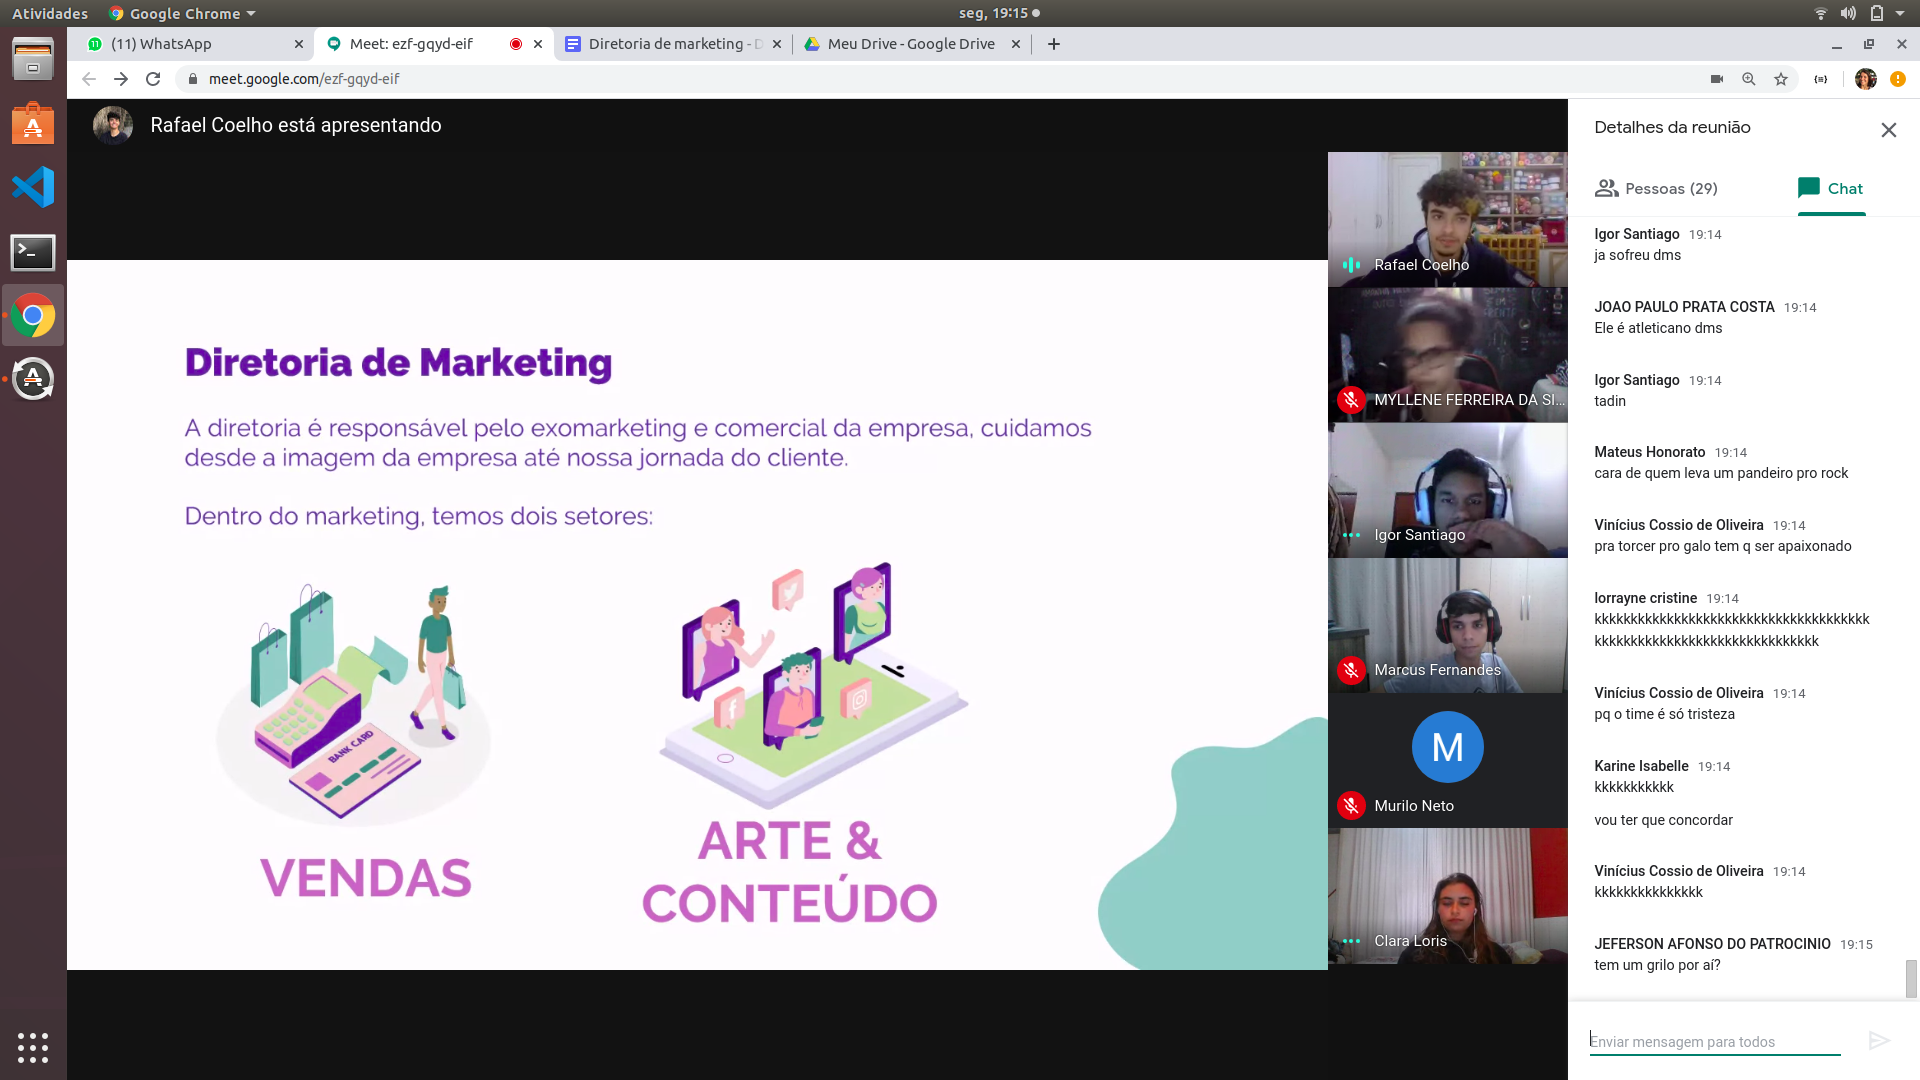 Atividades
Google Chrome
seg, 19:15
(11) WhatsApp
Meet: ezf-gqyd-eif
Diretoria de marketing - D
Meu Drive - Google Drive
meet.google.com/ezf-gqyd-eif
Rafael Coelho está apresentando
Diretoria de Marketing
A diretoria é responsável pelo exomarketing e comercial da empresa, cuidamos
desde a imagem da empresa até nossa jornada do cliente.
Dentro do marketing, temos dois setores:
BANK CARD
VENDAS
ARTE &
CONTEÚDO
Rafael Coelho
MYLLENE FERREIRA DA SI...
Igor Santiago
Marcus Fernandes
M
Murilo Neto
Clara Loris
Detalhes da reunião
Pessoas (29)
Chat
Igor Santiago 19:14
ja sofreu dms
JOAO PAULO PRATA COSTA 19:14
Ele é atleticano dms
Igor Santiago 19:14
tadin
Mateus Honorato 19:14
cara de quem leva um pandeiro pro rock
Vinícius Cossio de Oliveira 19:14
pra torcer pro galo tem q ser apaixonado
lorrayne cristine 19:14
kkkkkkkkkkkkkkkkkkkkkkkkkkkkkkkkkkkkkk
kkkkkkkkkkkkkkkkkkkkkkkkkkkkkkk
Vinícius Cossio de Oliveira 19:14
pq o time é só tristeza
Karine Isabelle 19:14
kkkkkkkkkkk
vou ter que concordar
Vinícius Cossio de Oliveira 19:14
kkkkkkkkkkkkkkk
JEFERSON AFONSO DO PATROCINIO 19:15
tem um grilo por aí?
Enviar mensagem para todos